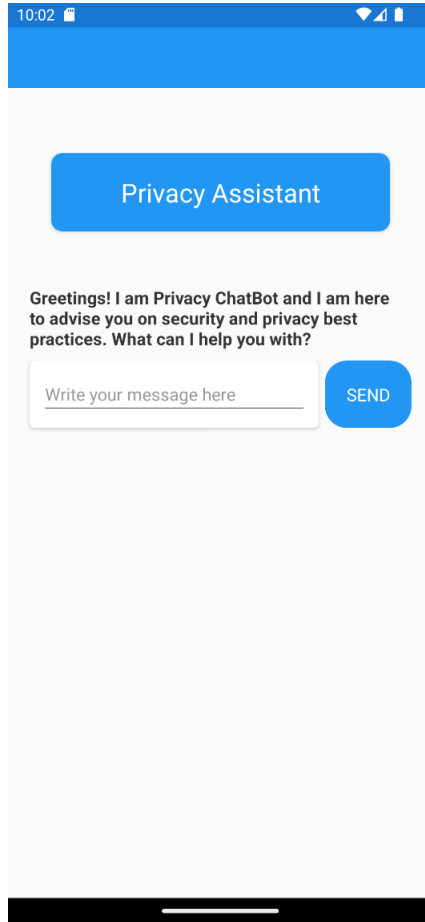 10:02
Privacy Assistant
Greetings! I am Privacy ChatBot and I am here
to advise you on security and privacy best
practices. What can I help you with?
Write your message here
SEND